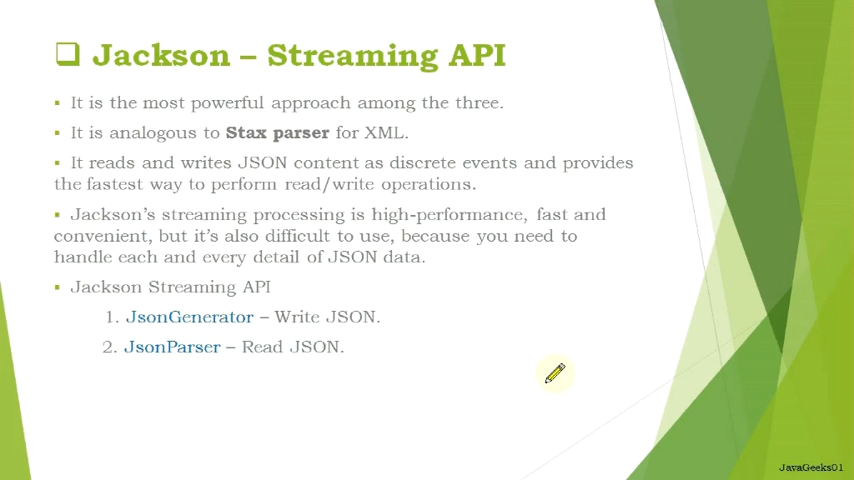 Jackson – Streaming API
▪ It is the most powerful approach among the three.
▪ It is analogous to Stax parser for XML.
▪ It reads and writes JSON content as discrete events and provides
the fastest way to perform read/write operations.
▪ Jackson’s streaming processing is high-performance, fast and
convenient, but it’s also difficult to use, because you need to
handle each and every detail of JSON data.
▪ Jackson Streaming API
1. JsonGenerator – Write JSON.
2. JsonParser – Read JSON.
JavaGeeks01